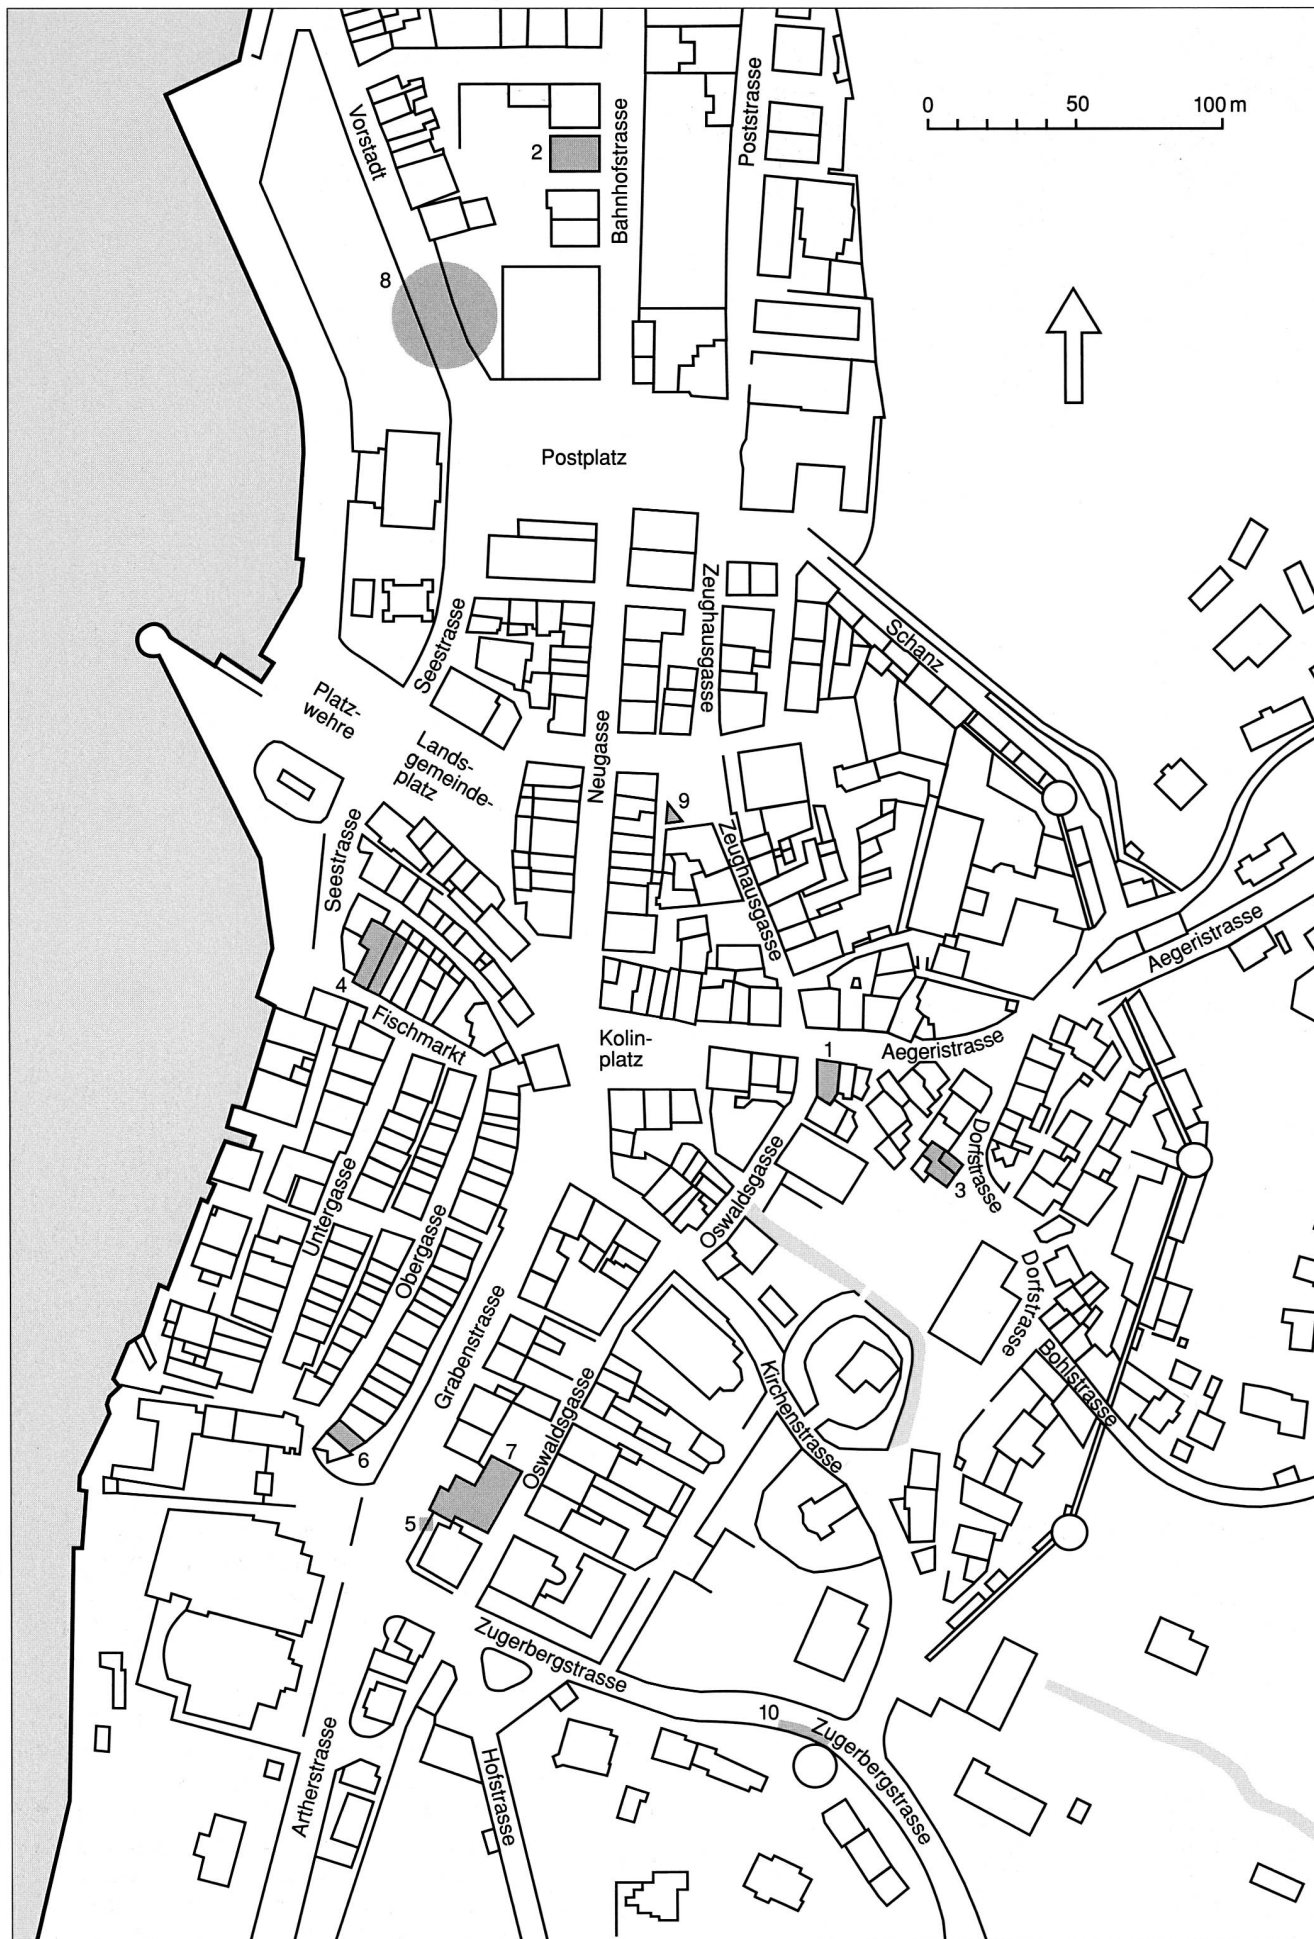 0 50 100 m
Vorstadt
2
Bahnhofstrasse
Poststrasse
8
Postplatz
Zeughausgasse
Schanz
Seestrasse
Platz-
wehre
Lands-
gemeinde-
platz
Neugasse
9
Zeughausgasse
Seestrasse
Aegeristrasse
4
Fischmarkt
Kolin-
platz
1
Aegeristrasse
Dorfstrasse
3
Oswaldsgasse
Untergasse
Obergasse
Dorfstrasse
Grabenstrasse
Bohlstrasse
Kirchenstrasse
Oswaldsgasse
6
7
5
Zugerbergstrasse
10
Zugerbergstrasse
Artherstrasse
Hofstrasse